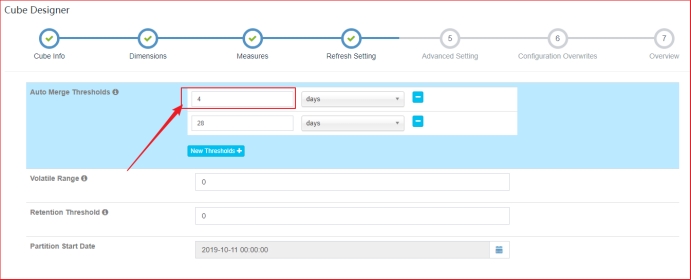 Cube Designer
5
6
7
Cube Info
Dimensions
Measures
Refresh Setting
Advanced Setting
Configuration Overwrites
Overview
Auto Merge Thresholds
4
days
28
days
New Thresholds +
Volatile Range
0
Retention Threshold
0
Partition Start Date
2019-10-11 00:00:00